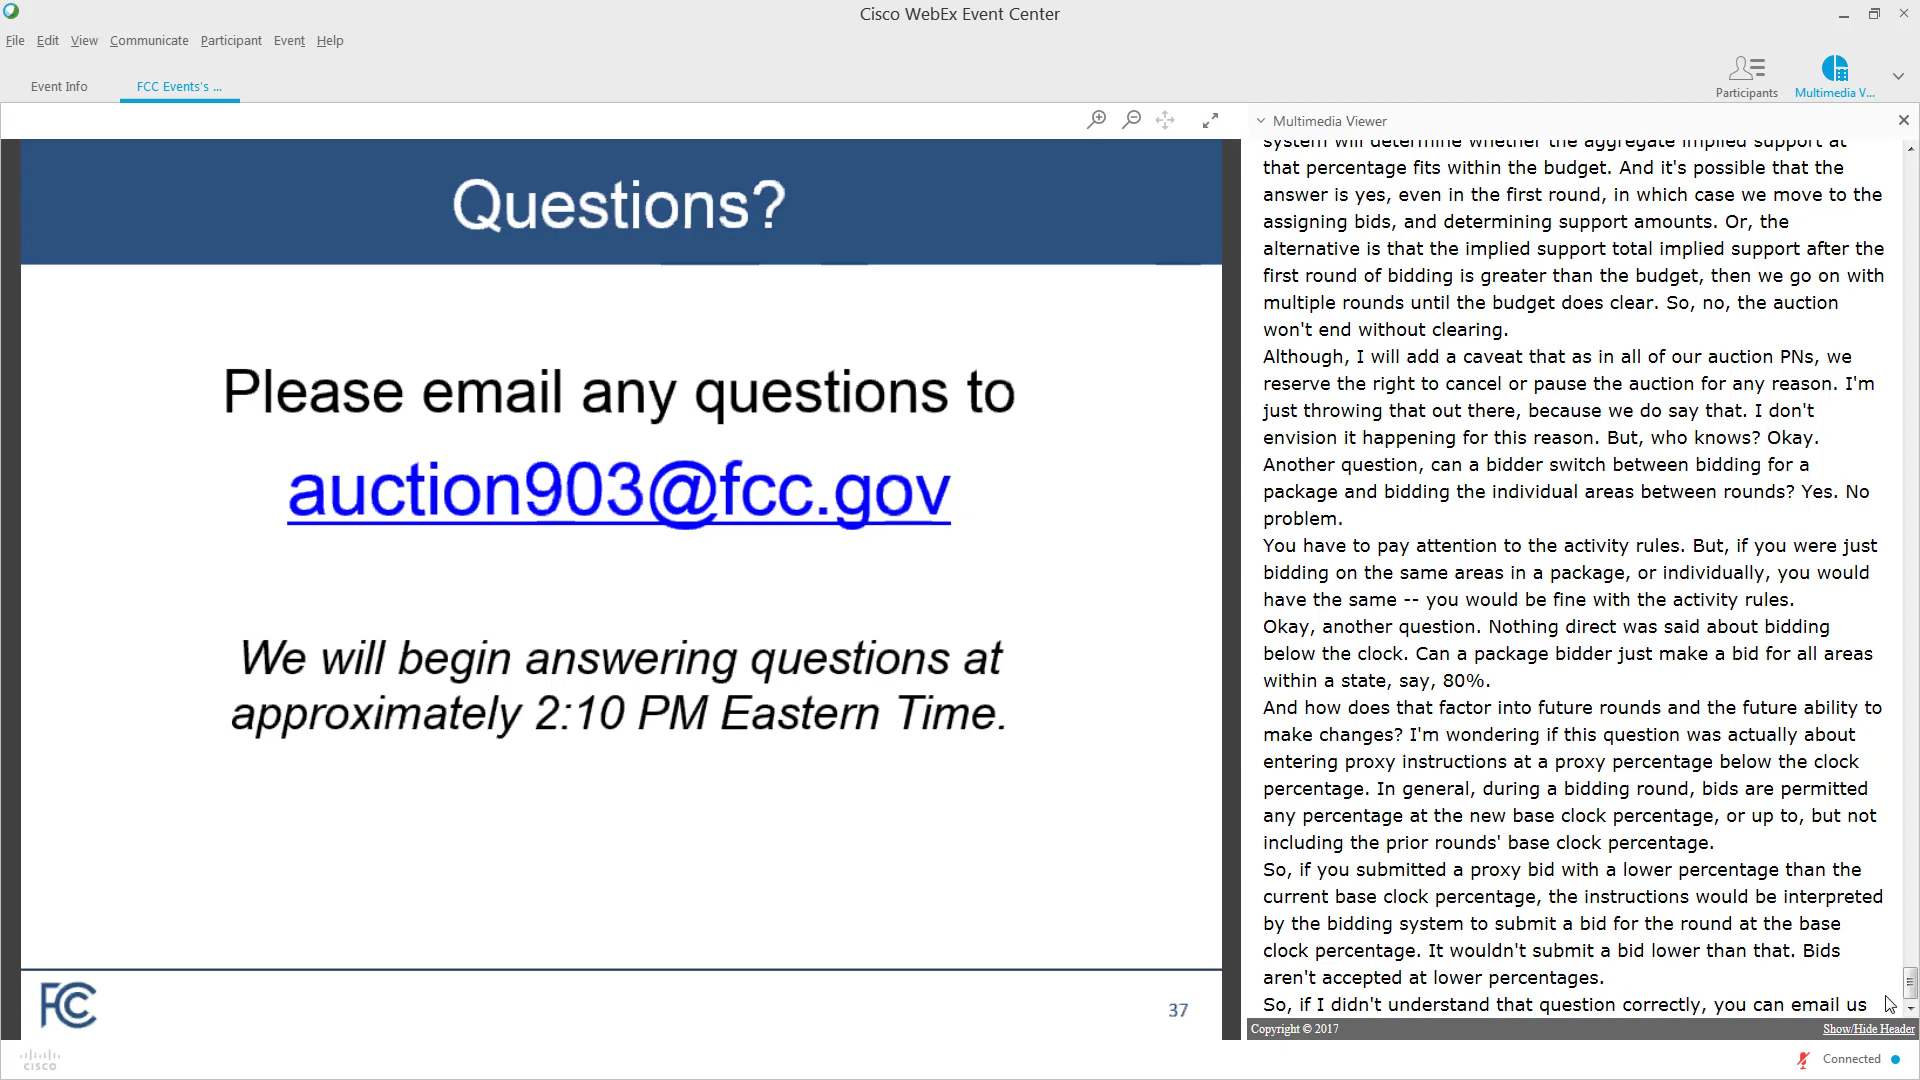 Cisco WebEx Event Center
File Edit View Communicate Participant Event Help
Event Info
FCC Events's ...
Participants
Multimedia V...
Multimedia Viewer
Questions?
Please email any questions to
auction903@fcc.gov
We will begin answering questions at
approximately 2:10 PM Eastern Time.
FCC
37
system will determine whether the aggregate implied support at
that percentage fits within the budget. And it's possible that the
answer is yes, even in the first round, in which case we move to the
assigning bids, and determining support amounts. Or, the
alternative is that the implied support total implied support after the
first round of bidding is greater than the budget, then we go on with
multiple rounds until the budget does clear. So, no, the auction
won't end without clearing.
Although, I will add a caveat that as in all of our auction PNs, we
reserve the right to cancel or pause the auction for any reason. I'm
just throwing that out there, because we do say that. I don't
envision it happening for this reason. But, who knows? Okay.
Another question, can a bidder switch between bidding for a
package and bidding the individual areas between rounds? Yes. No
problem.
You have to pay attention to the activity rules. But, if you were just
bidding on the same areas in a package, or individually, you would
have the same -- you would be fine with the activity rules.
Okay, another question. Nothing direct was said about bidding
below the clock. Can a package bidder just make a bid for all areas
within a state, say, 80%.
And how does that factor into future rounds and the future ability to
make changes? I'm wondering if this question was actually about
entering proxy instructions at a proxy percentage below the clock
percentage. In general, during a bidding round, bids are permitted
any percentage at the new base clock percentage, or up to, but not
including the prior rounds' base clock percentage.
So, if you submitted a proxy bid with a lower percentage than the
current base clock percentage, the instructions would be interpreted
by the bidding system to submit a bid for the round at the base
clock percentage. It wouldn't submit a bid lower than that. Bids
aren't accepted at lower percentages.
So, if I didn't understand that question correctly, you can email us
Copyright © 2017
Show/Hide Header
CISCO
Connected